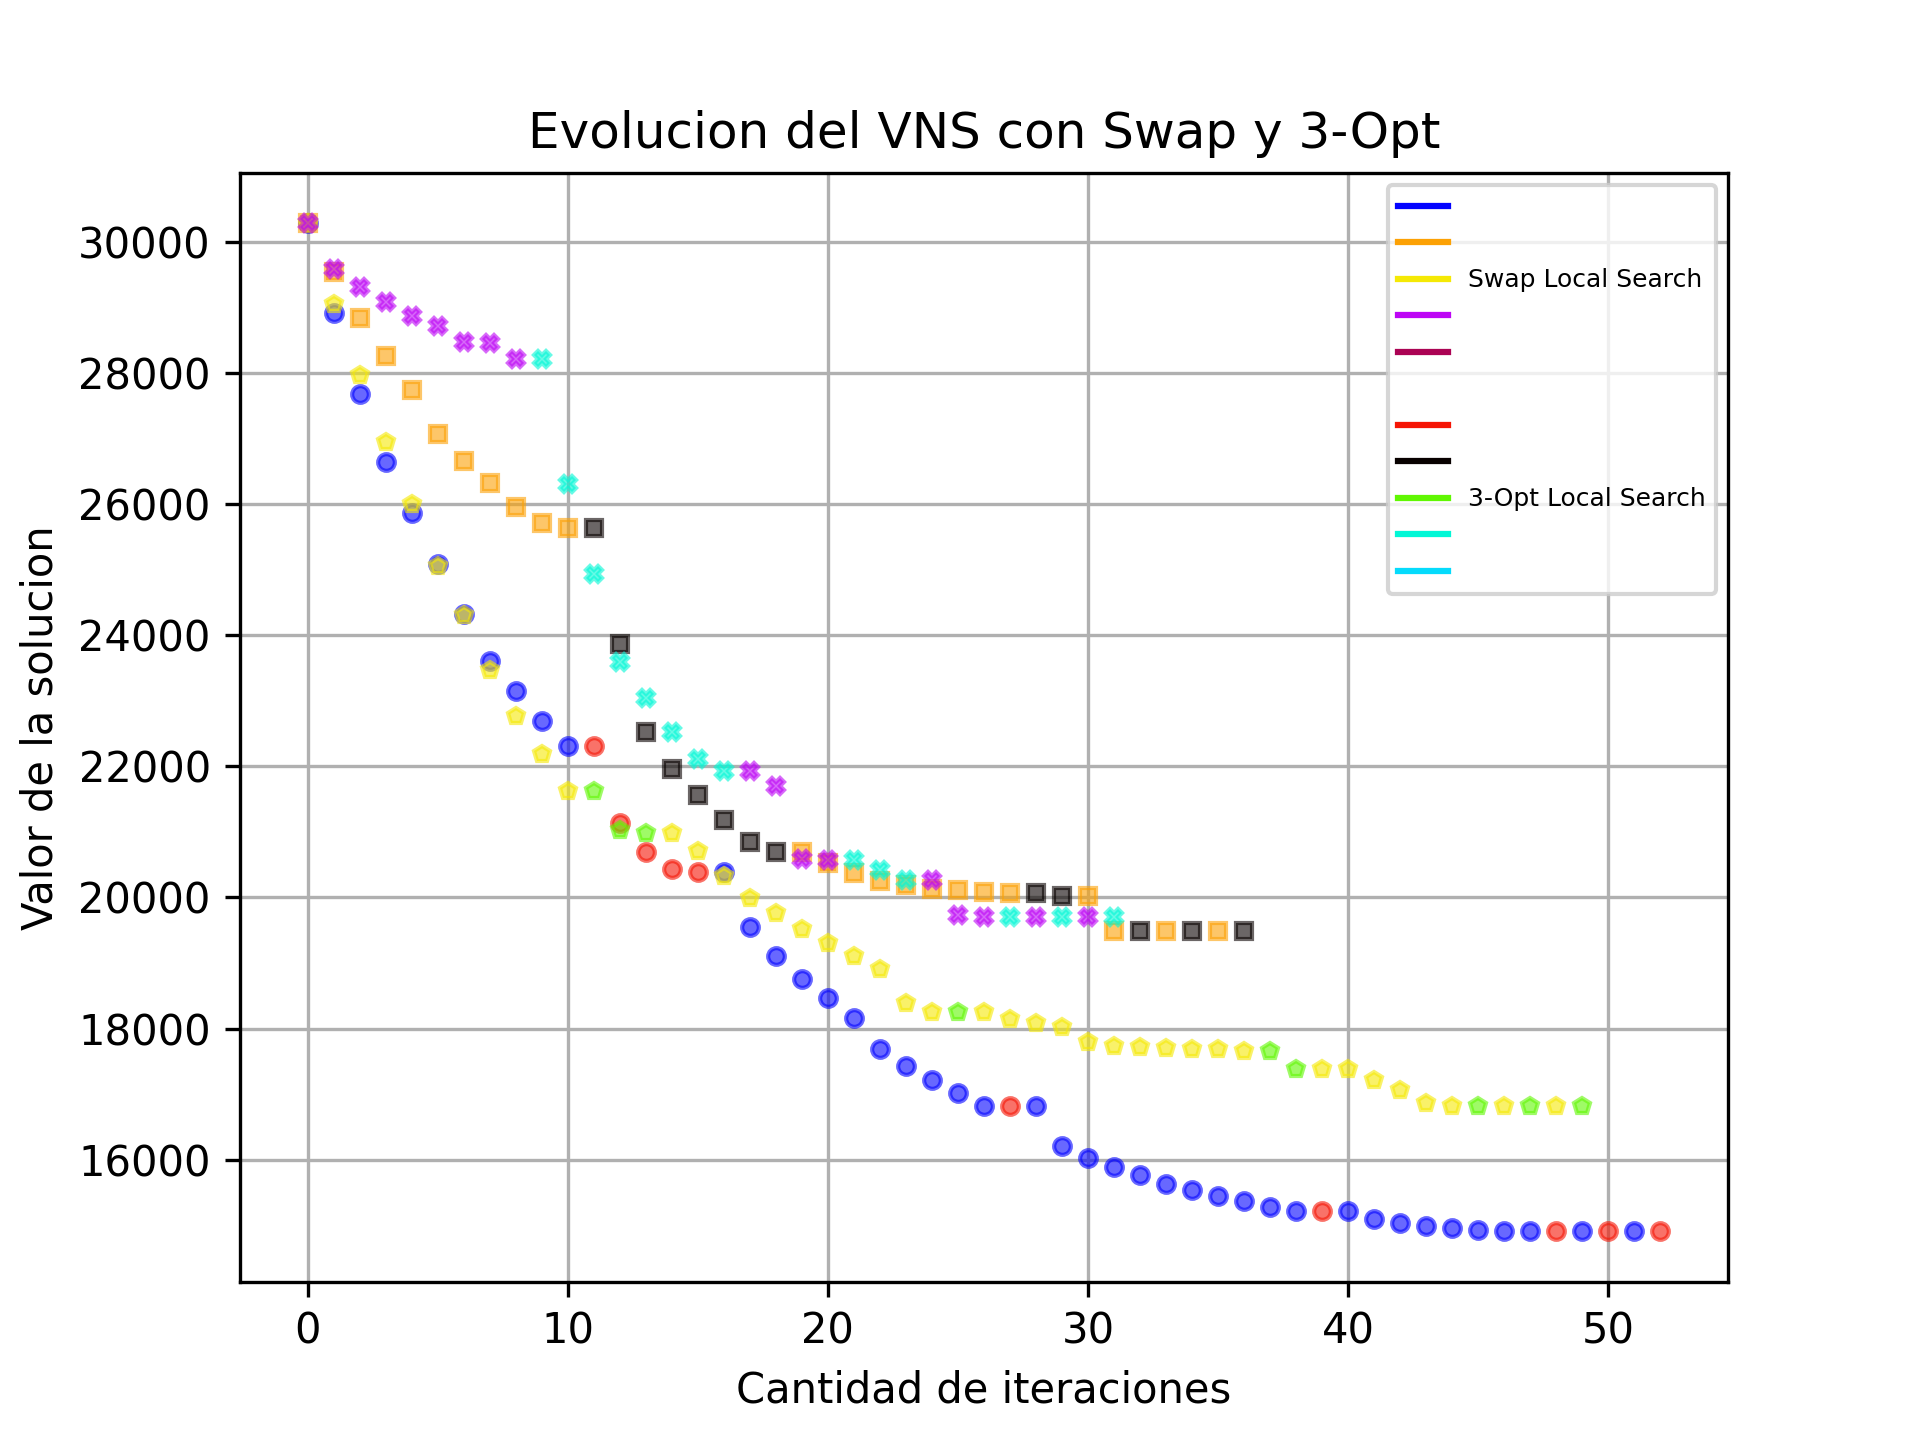 Evolucion del VNS con Swap y 3-Opt
Valor de la solucion
30000
28000
26000
24000
22000
20000
18000
16000
Swap Local Search
3-Opt Local Search
0 10 20 30 40 50
Cantidad de iteraciones